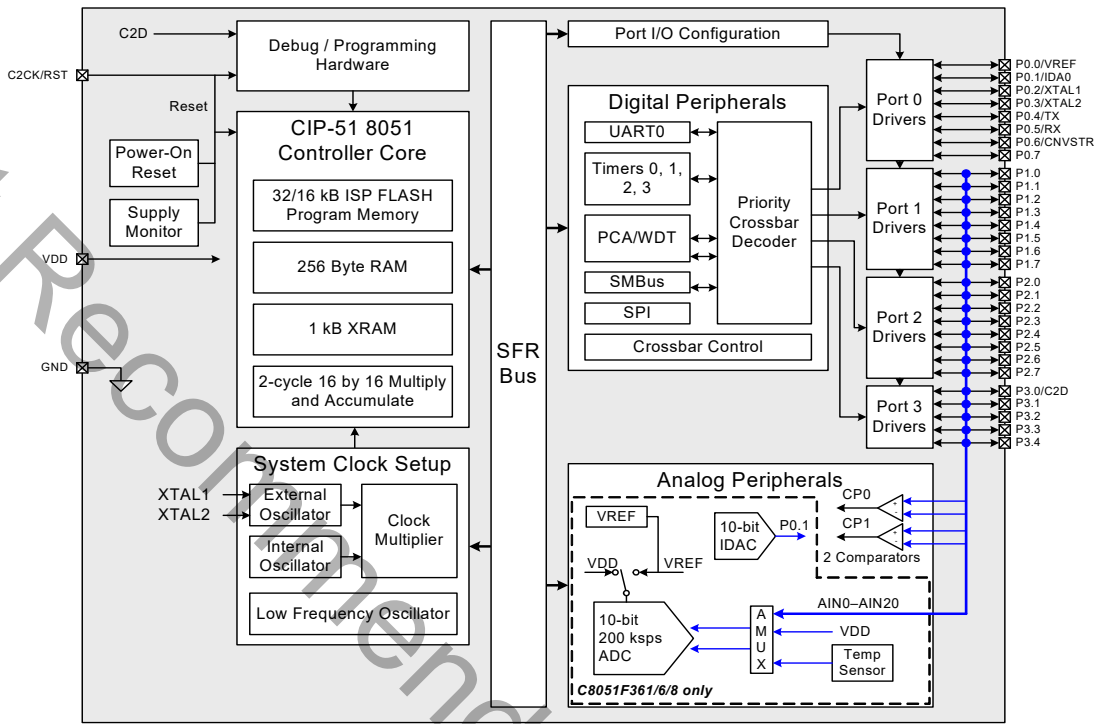 C2D
C2CK/RST
Reset
Debug / Programming
Hardware
CIP-51 8051
Controller Core
Power-On
Reset
Supply
Monitor
32/16 kB ISP FLASH
Program Memory
VDD
256 Byte RAM
1 kB XRAM
GND
2-cycle 16 by 16 Multiply
and Accumulate
System Clock Setup
XTAL1
XTAL2
External
Oscillator
Internal
Oscillator
Clock
Multiplier
Low Frequency Oscillator
SFR
Bus
Port I/O Configuration
Digital Peripherals
UART0
Timers 0, 1,
2, 3
PCA/WDT
SMBus
SPI
Priority
Crossbar
Decoder
Crossbar Control
Port 0
Drivers
Port 1
Drivers
Port 2
Drivers
Port 3
Drivers
P0.0/VREF
P0.1/IDA0
P0.2/XTAL1
P0.3/XTAL2
P0.4/TX
P0.5/RX
P0.6/CNVSTR
P0.7
P1.0
P1.1
P1.2
P1.3
P1.4
P1.5
P1.6
P1.7
P2.0
P2.1
P2.2
P2.3
P2.4
P2.5
P2.6
P2.7
P3.0/C2D
P3.1
P3.2
P3.3
P3.4
Analog Peripherals
VREF
10-bit
IDAC
P0.1
CP0
+
-
CP1
+
-
2 Comparators
VDD
VREF
10-bit
200 ksps
ADC
A
M
U
X
AIN0–AIN20
VDD
Temp
Sensor
C8051F361/6/8 only
Recommend